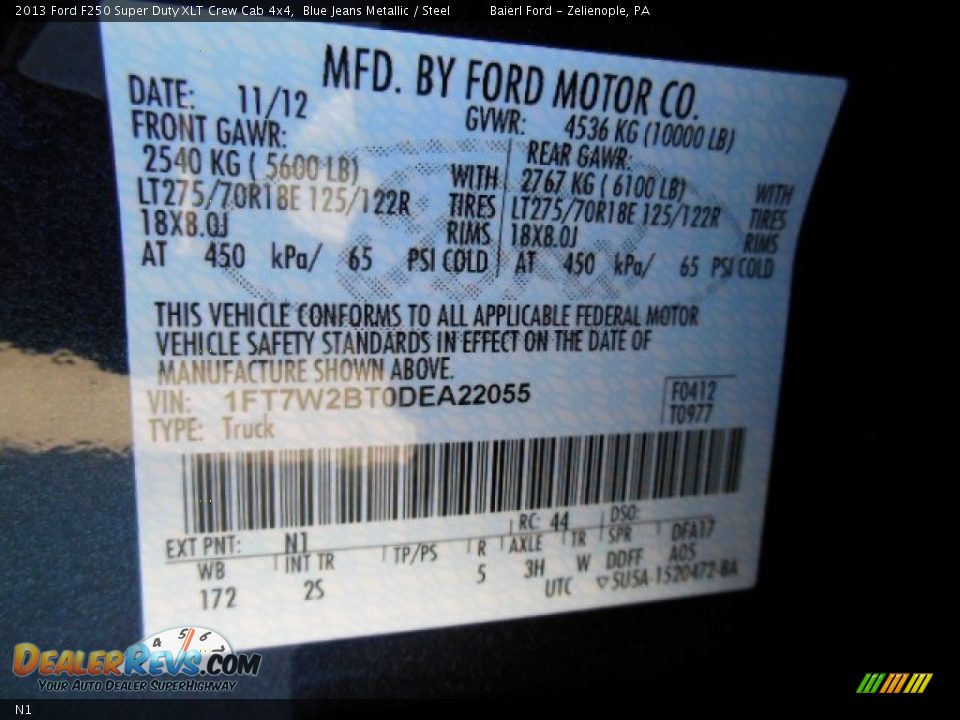 2013 Ford F250 Super Duty XLT Crew Cab 4x4, Blue Jeans Metallic / Steel Baierl Ford - Zelienople, PA
MFD. BY FORD MOTOR CO.
DATE: 11/12 GVWR: 4536 KG (10000 LB)
FRONT GAWR: REAR GAWR:
2540 KG ( 5600 LB) WITH 2767 KG ( 6100 LB) WITH
LT275/70R18E 125/122R TIRES LT275/70R18E 125/122R TIRES
18X8.0J RIMS 18X8.0J RIMS
AT 450 kPa/ 65 PSI COLD AT 450 kPa/ 65 PSI COLD
THIS VEHICLE CONFORMS TO ALL APPLICABLE FEDERAL MOTOR
VEHICLE SAFETY STANDARDS IN EFFECT ON THE DATE OF
MANUFACTURE SHOWN ABOVE.
VIN: 1FT7W2BT0DEA22055 F0412
TYPE: Truck T0977
EXT PNT: N1 RC: 44 DSO:
WB INT TR TP/PS R AXLE TR SPR DFA17
172 2S 5 3H W DDFF A05
UTC ▽SUSA-1520472-BA
DealerRevs.com
Your Auto Dealer SuperHighway
4 5 6 7
N1